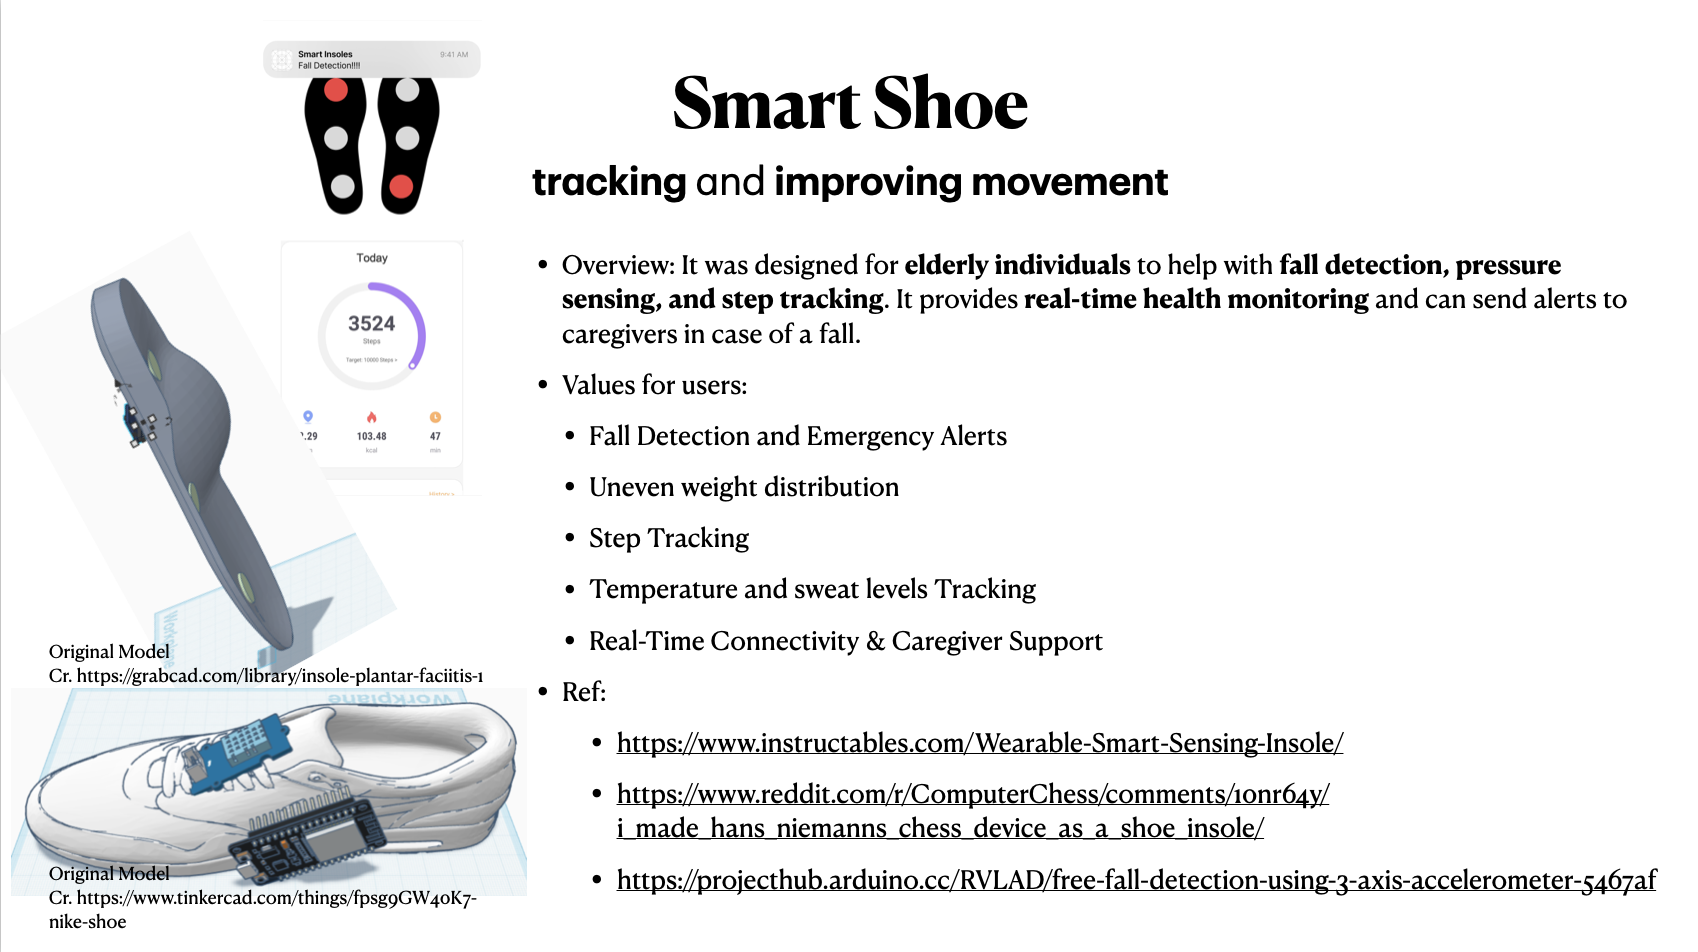 Smart Insoles
9:41 AM
Fall Detection!!!!
Smart Shoe
tracking and improving movement
Today
3524
Steps
Target: 10000 Steps >
.29
103.48
47
kcal
min
• Overview: It was designed for elderly individuals to help with fall detection, pressure
sensing, and step tracking. It provides real-time health monitoring and can send alerts to
caregivers in case of a fall.
• Values for users:
• Fall Detection and Emergency Alerts
• Uneven weight distribution
• Step Tracking
• Temperature and sweat levels Tracking
• Real-Time Connectivity & Caregiver Support
• Ref:
• https://www.instructables.com/Wearable-Smart-Sensing-Insole/
• https://www.reddit.com/r/ComputerChess/comments/10nr64y/
i_made_hans_niemanns_chess_device_as_a_shoe_insole/
• https://projecthub.arduino.cc/RVLAD/free-fall-detection-using-3-axis-accelerometer-5467af
Original Model
Cr. https://grabcad.com/library/insole-plantar-faciitis-1
Workplane
Original Model
Cr. https://www.tinkercad.com/things/fpsg9GW40K7-
nike-shoe